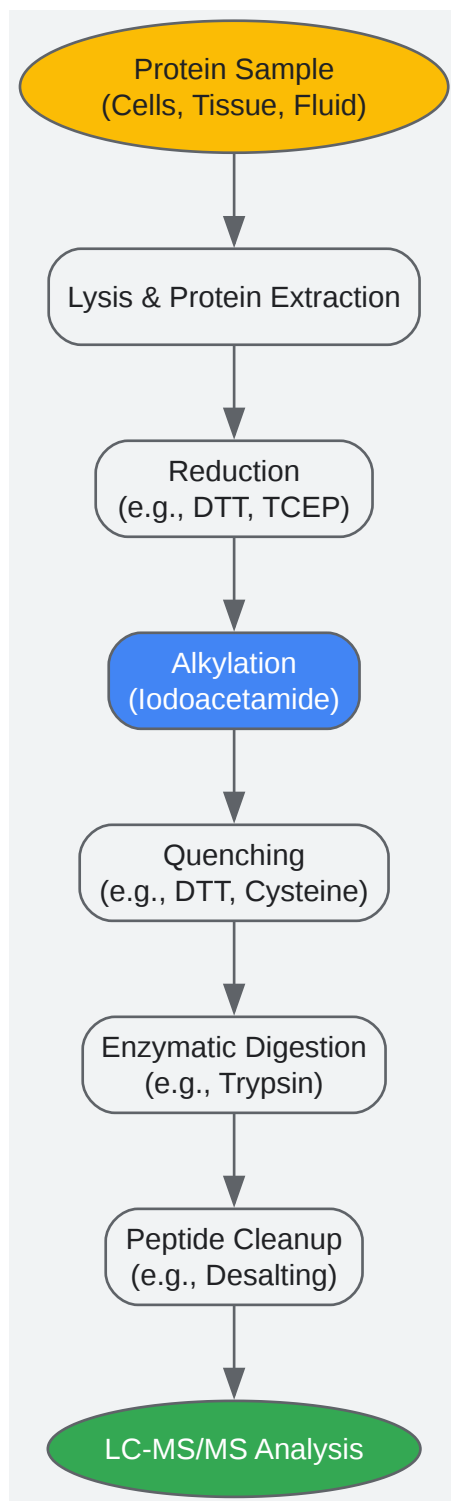 Protein Sample
(Cells, Tissue, Fluid)
Lysis & Protein Extraction
Reduction
(e.g., DTT, TCEP)
Alkylation
(Iodoacetamide)
Quenching
(e.g., DTT, Cysteine)
Enzymatic Digestion
(e.g., Trypsin)
Peptide Cleanup
(e.g., Desalting)
LC-MS/MS Analysis